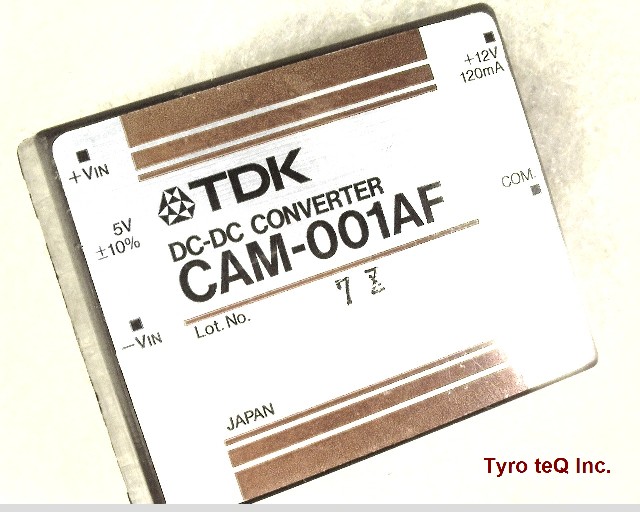 +12V
120mA
+VIN
TDK
COM.
5V
±10%
DC-DC CONVERTER
CAM-001AF
7 Z
Lot. No.
−VIN
JAPAN
Tyro teQ Inc.